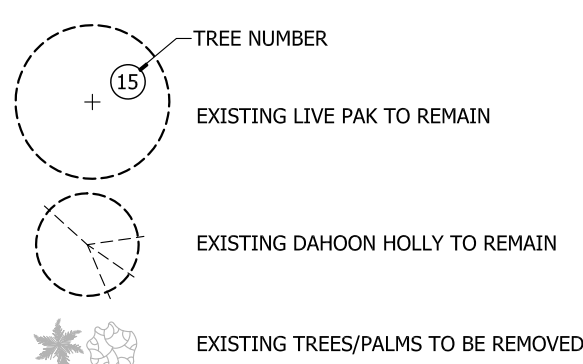 TREE NUMBER
15
EXISTING LIVE PAK TO REMAIN
EXISTING DAHOON HOLLY TO REMAIN
EXISTING TREES/PALMS TO BE REMOVED